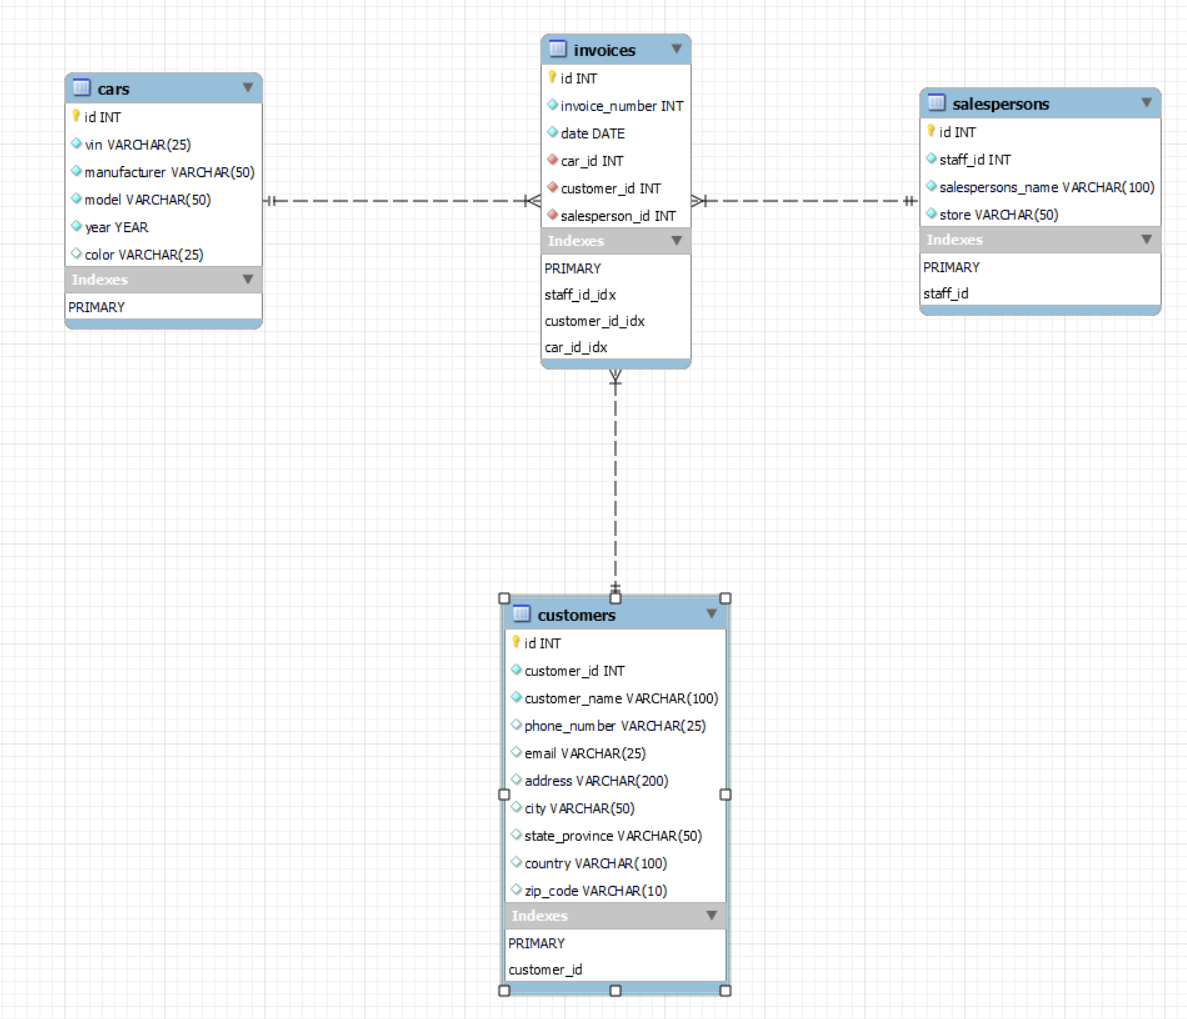 cars
id INT
vin VARCHAR(25)
manufacturer VARCHAR(50)
model VARCHAR(50)
year YEAR
color VARCHAR(25)
Indexes
PRIMARY
invoices
id INT
invoice_number INT
date DATE
car_id INT
customer_id INT
salesperson_id INT
Indexes
PRIMARY
staff_id_idx
customer_id_idx
car_id_idx
salespersons
id INT
staff_id INT
salespersons_name VARCHAR(100)
store VARCHAR(50)
Indexes
PRIMARY
staff_id
customers
id INT
customer_id INT
customer_name VARCHAR(100)
phone_number VARCHAR(25)
email VARCHAR(25)
address VARCHAR(200)
city VARCHAR(50)
state_province VARCHAR(50)
country VARCHAR(100)
zip_code VARCHAR(10)
Indexes
PRIMARY
customer_id